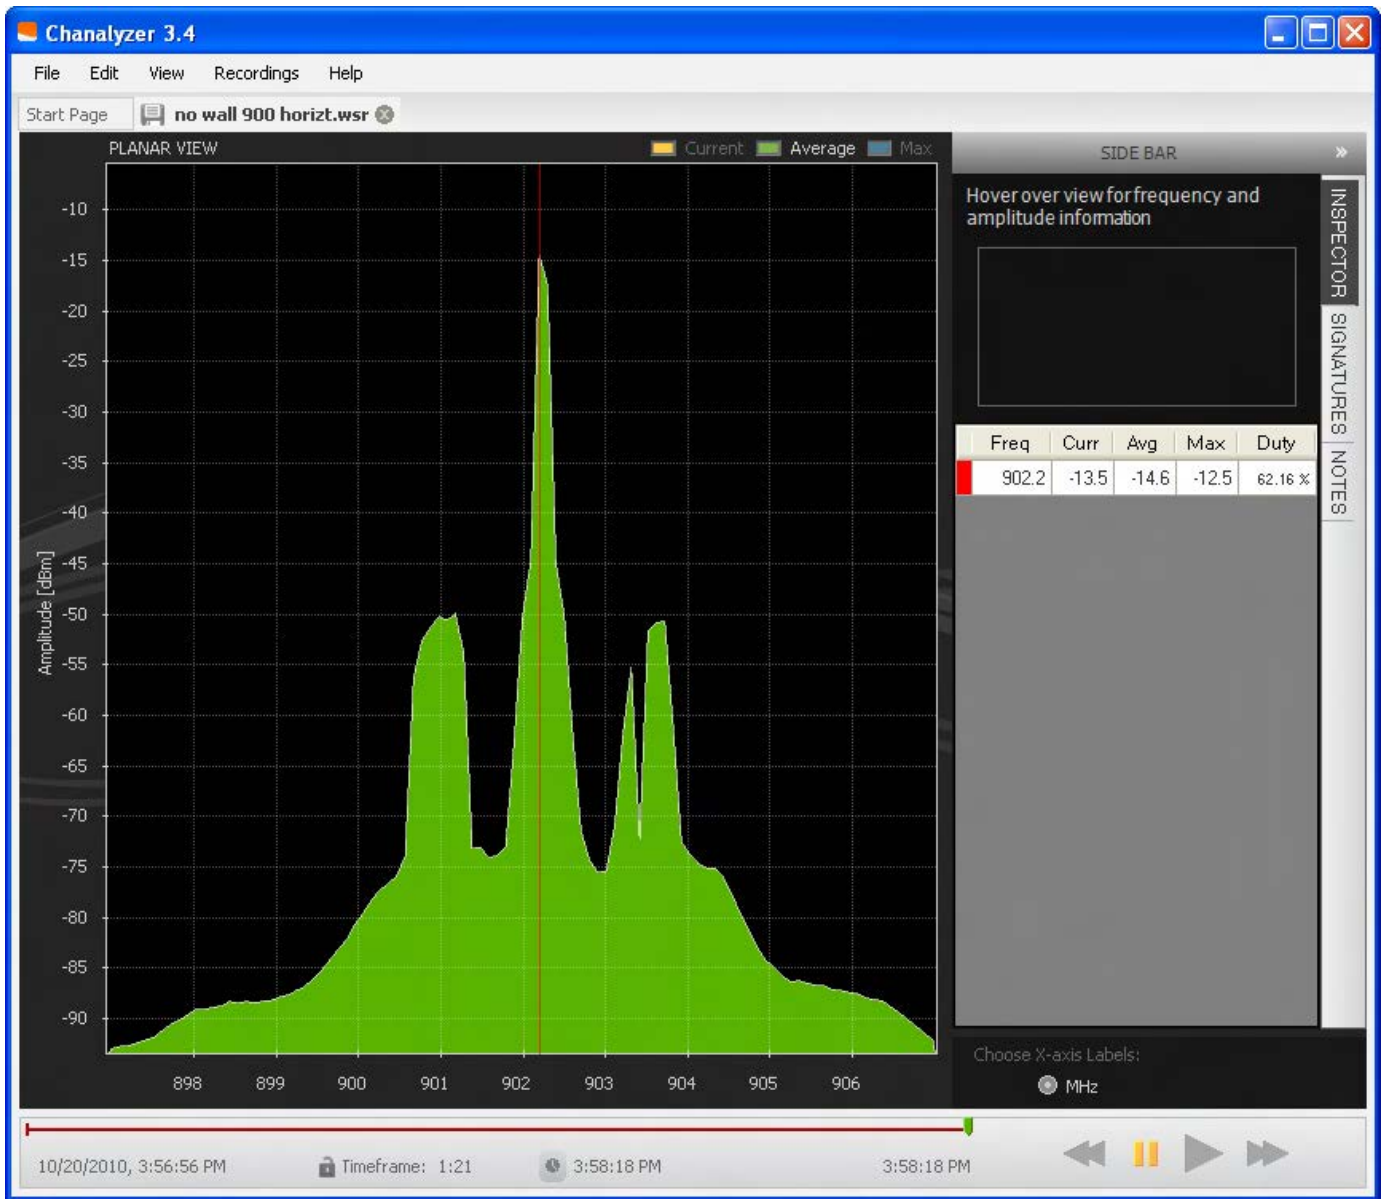 Chanalyzer 3.4
File Edit View Recordings Help
Start Page no wall 900 horizt.wsr
PLANAR VIEW Current Average Max
SIDE BAR »
Hover over view for frequency and
amplitude information
INSPECTOR
SIGNATURES
NOTES
Freq Curr Avg Max Duty
902.2 -13.5 -14.6 -12.5 62.16 %
Amplitude [dBm]
-10
-15
-20
-25
-30
-35
-40
-45
-50
-55
-60
-65
-70
-75
-80
-85
-90
898 899 900 901 902 903 904 905 906
Choose X-axis Labels:
MHz
10/20/2010, 3:56:56 PM Timeframe: 1:21 3:58:18 PM 3:58:18 PM